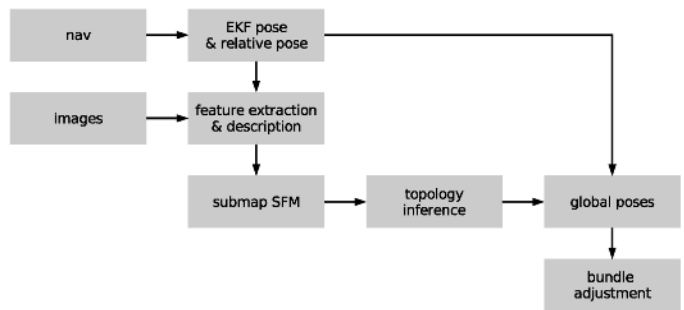 nav
EKF pose
& relative pose
images
feature extraction
& description
submap SFM
topology
inference
global poses
bundle
adjustment